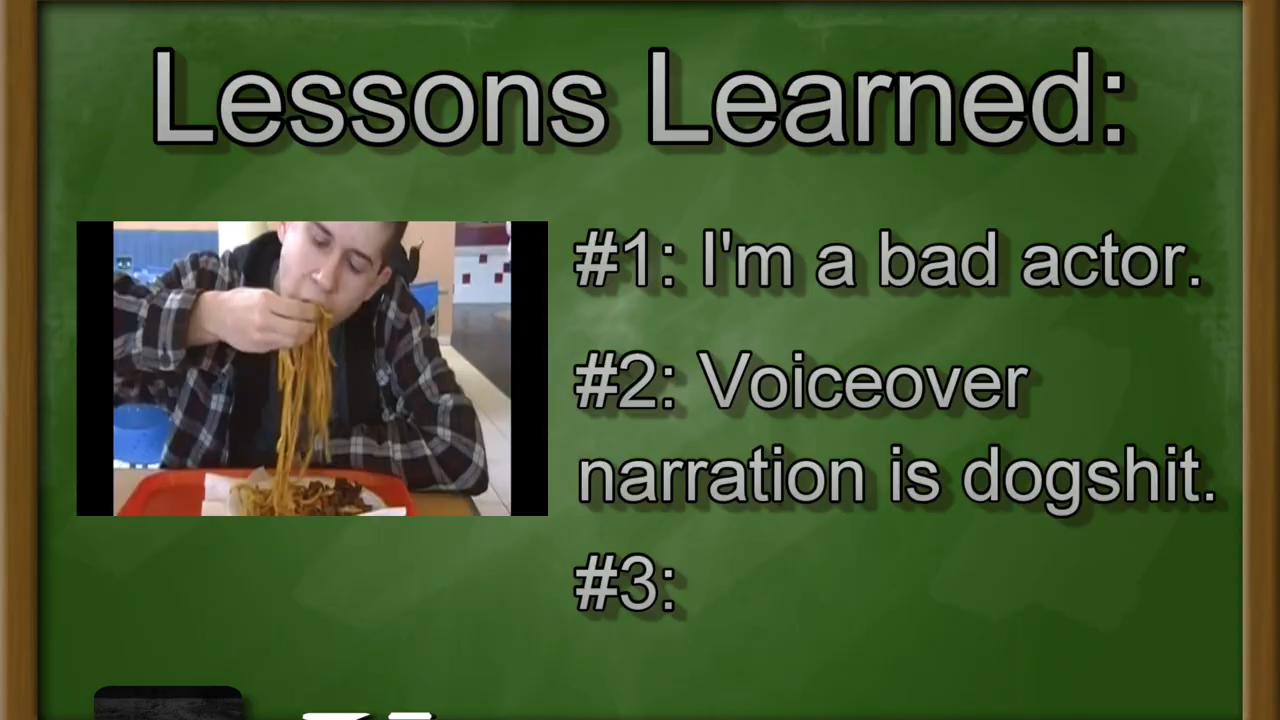 Lessons Learned:
#1: I'm a bad actor.
#2: Voiceover
narration is dogshit.
#3: